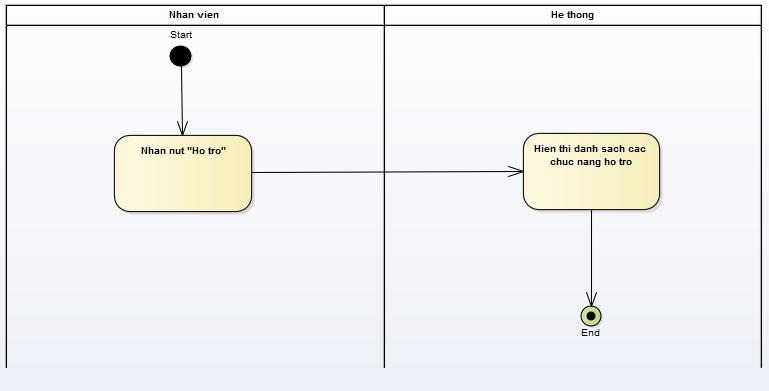 Nhan vien
He thong
Start
Nhan nut "Ho tro"
Hien thi danh sach cac
chuc nang ho tro
End